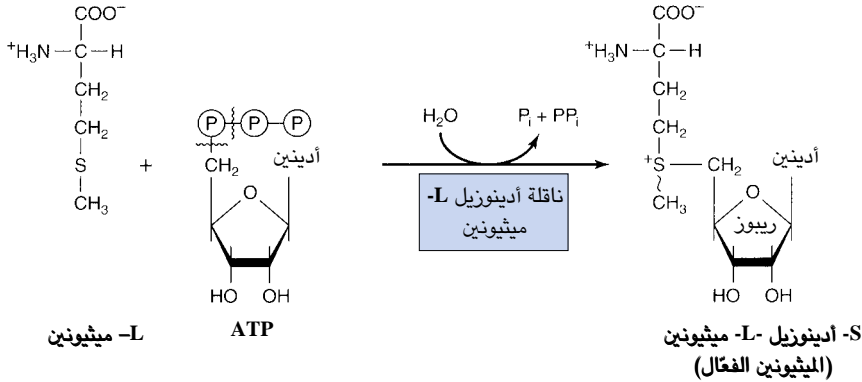 COO⁻
⁺H₃N—C—H
CH₂
CH₂
S
CH₃
+
P—P—P
CH₂
أدينين
O
HO OH
H₂O
Pᵢ + PPᵢ
ناقلة أدينوزيل L-
ميثيونين
COO⁻
⁺H₃N—C—H
CH₂
CH₂
⁺S—CH₂
CH₃
أدينين
O
ريبوز
HO OH
L– ميثيونين
ATP
S- أدينوزيل -L- ميثيونين
(الميثيونين الفعّال)